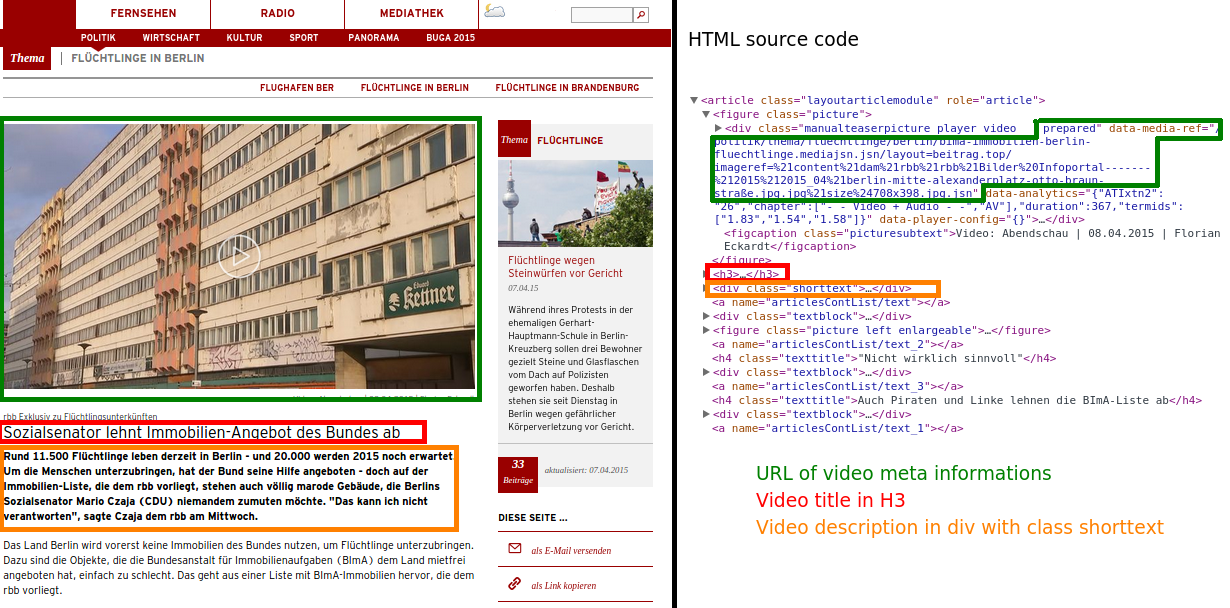 FERNSEHEN
RADIO
MEDIATHEK
POLITIK
WIRTSCHAFT
KULTUR
SPORT
PANORAMA
BUGA 2015
Thema
FLÜCHTLINGE IN BERLIN
FLUGHAFEN BER
FLÜCHTLINGE IN BERLIN
FLÜCHTLINGE IN BRANDENBURG
Eduard
Kettner
rbb Exklusiv zu Flüchtlingsunterkünften
Sozialsenator lehnt Immobilien-Angebot des Bundes ab
Rund 11.500 Flüchtlinge leben derzeit in Berlin - und 20.000 werden 2015 noch erwartet.
Um die Menschen unterzubringen, hat der Bund seine Hilfe angeboten - doch auf der
Immobilien-Liste, die dem rbb vorliegt, stehen auch völlig marode Gebäude, die Berlins
Sozialsenator Mario Czaja (CDU) niemandem zumuten möchte. "Das kann ich nicht
verantworten", sagte Czaja dem rbb am Mittwoch.
Das Land Berlin wird vorerst keine Immobilien des Bundes nutzen, um Flüchtlinge unterzubringen.
Dazu sind die Objekte, die die Bundesanstalt für Immobilienaufgaben (BImA) dem Land mietfrei
angeboten hat, einfach zu schlecht. Das geht aus einer Liste mit BImA-Immobilien hervor, die dem
rbb vorliegt.
Thema
FLÜCHTLINGE
Flüchtlinge wegen
Steinwürfen vor Gericht
07.04.15
Während ihres Protests in der
ehemaligen Gerhart-
Hauptmann-Schule in Berlin-
Kreuzberg sollen drei Bewohner
gezielt Steine und Glasflaschen
vom Dach auf Polizisten
geworfen haben. Deshalb
stehen sie seit Dienstag in
Berlin wegen gefährlicher
Körperverletzung vor Gericht.
33
Beiträge
aktualisiert: 07.04.2015
DIESE SEITE ...
als E-Mail versenden
als Link kopieren
HTML source code
<article class="layoutarticlemodule" role="article">
<figure class="picture">
<div class="manualteaserpicture player video prepared" data-media-ref="/
politik/thema/fluechtlinge/berlin/bima-immobilien-berlin-
fluechtlinge.mediajsn.jsn/layout=beitrag.top/
imageref=%21content%21dam%21rbb%21rbb%21Bilder%20Infoportal-------
%212015%212015_04%21berlin-mitte-alexanderplatz-otto-braun-
straße.jpg.jpg%21size%24708x398.jpg.jsn" data-analytics="{"ATIxtn2":
"26","chapter":["- - Video + Audio - -","AV"],"duration":367,"termids":
["1.83","1.54","1.58"]}" data-player-config="{}">…</div>
<figcaption class="picturesubtext">Video: Abendschau | 08.04.2015 | Florian
Eckardt</figcaption>
</figure>
<h3>…</h3>
<div class="shorttext">…</div>
<a name="articlesContList/text"></a>
<div class="textblock">…</div>
<figure class="picture left enlargeable">…</figure>
<a name="articlesContList/text_2"></a>
<h4 class="texttitle">"Nicht wirklich sinnvoll"</h4>
<div class="textblock">…</div>
<a name="articlesContList/text_3"></a>
<h4 class="texttitle">Auch Piraten und Linke lehnen die BImA-Liste ab</h4>
<div class="textblock">…</div>
<a name="articlesContList/text_1"></a>
URL of video meta informations
Video title in H3
Video description in div with class shorttext